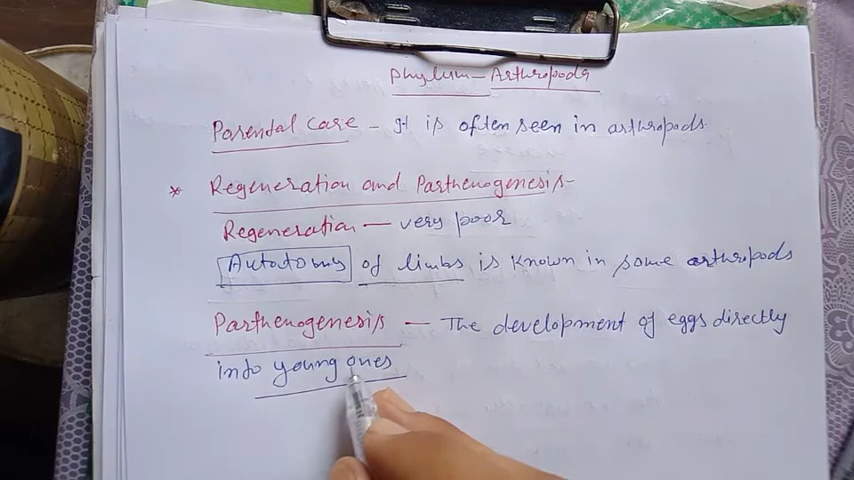 Phylum - Arthropods
Parental care - It is often seen in arthropods
* Regeneration and Parthenogenesis -
Regeneration — very poor
Autotomy of limbs is known in some arthropods
Parthenogenesis — The development of eggs directly
into young ones